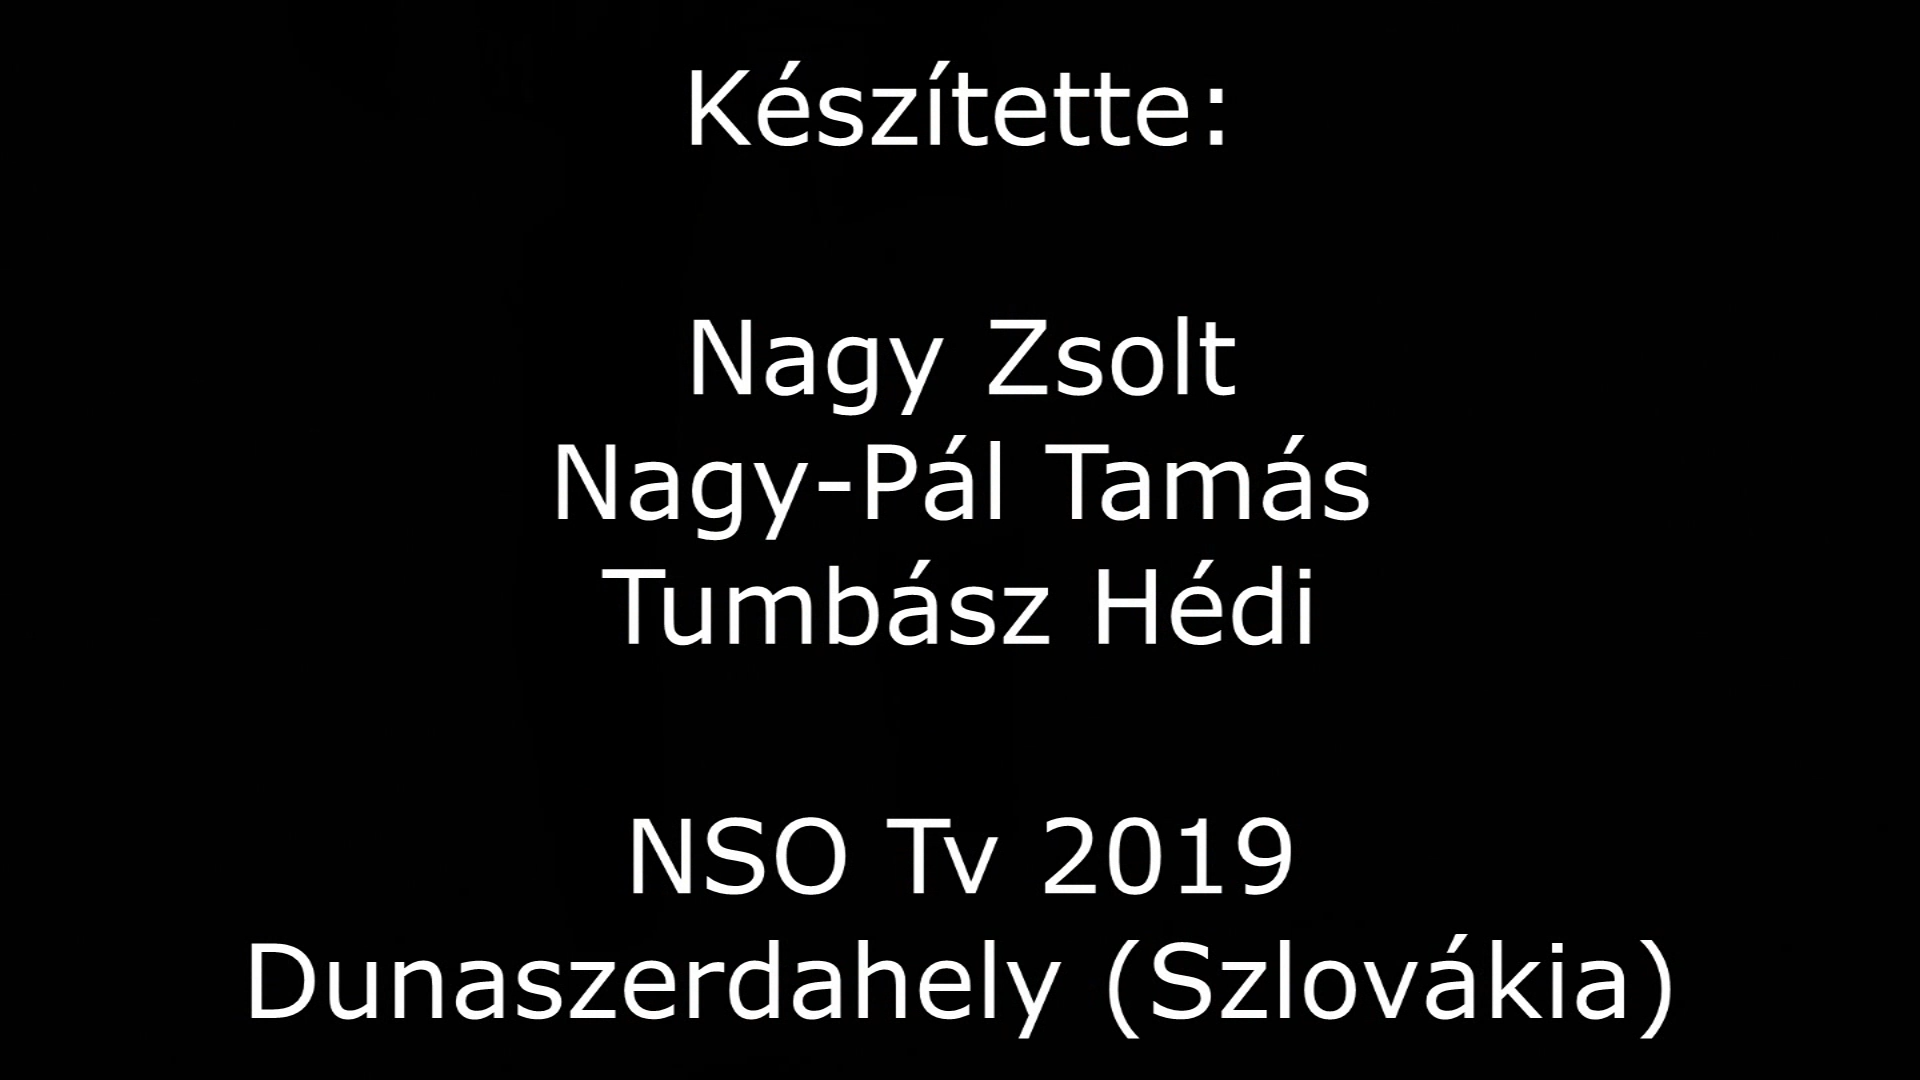 Készítette:
Nagy Zsolt
Nagy-Pál Tamás
Tumbász Hédi
NSO Tv 2019
Dunaszerdahely (Szlovákia)